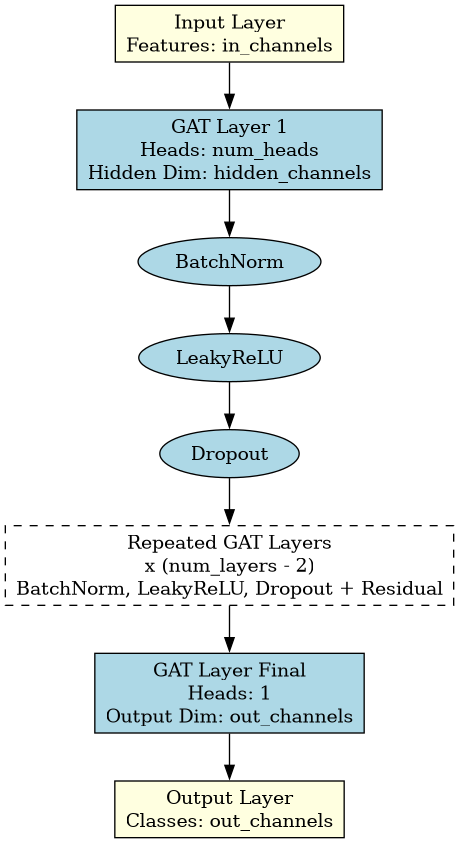 Input Layer
Features: in_channels
GAT Layer 1
Heads: num_heads
Hidden Dim: hidden_channels
BatchNorm
LeakyReLU
Dropout
Repeated GAT Layers
x (num_layers - 2)
BatchNorm, LeakyReLU, Dropout + Residual
GAT Layer Final
Heads: 1
Output Dim: out_channels
Output Layer
Classes: out_channels